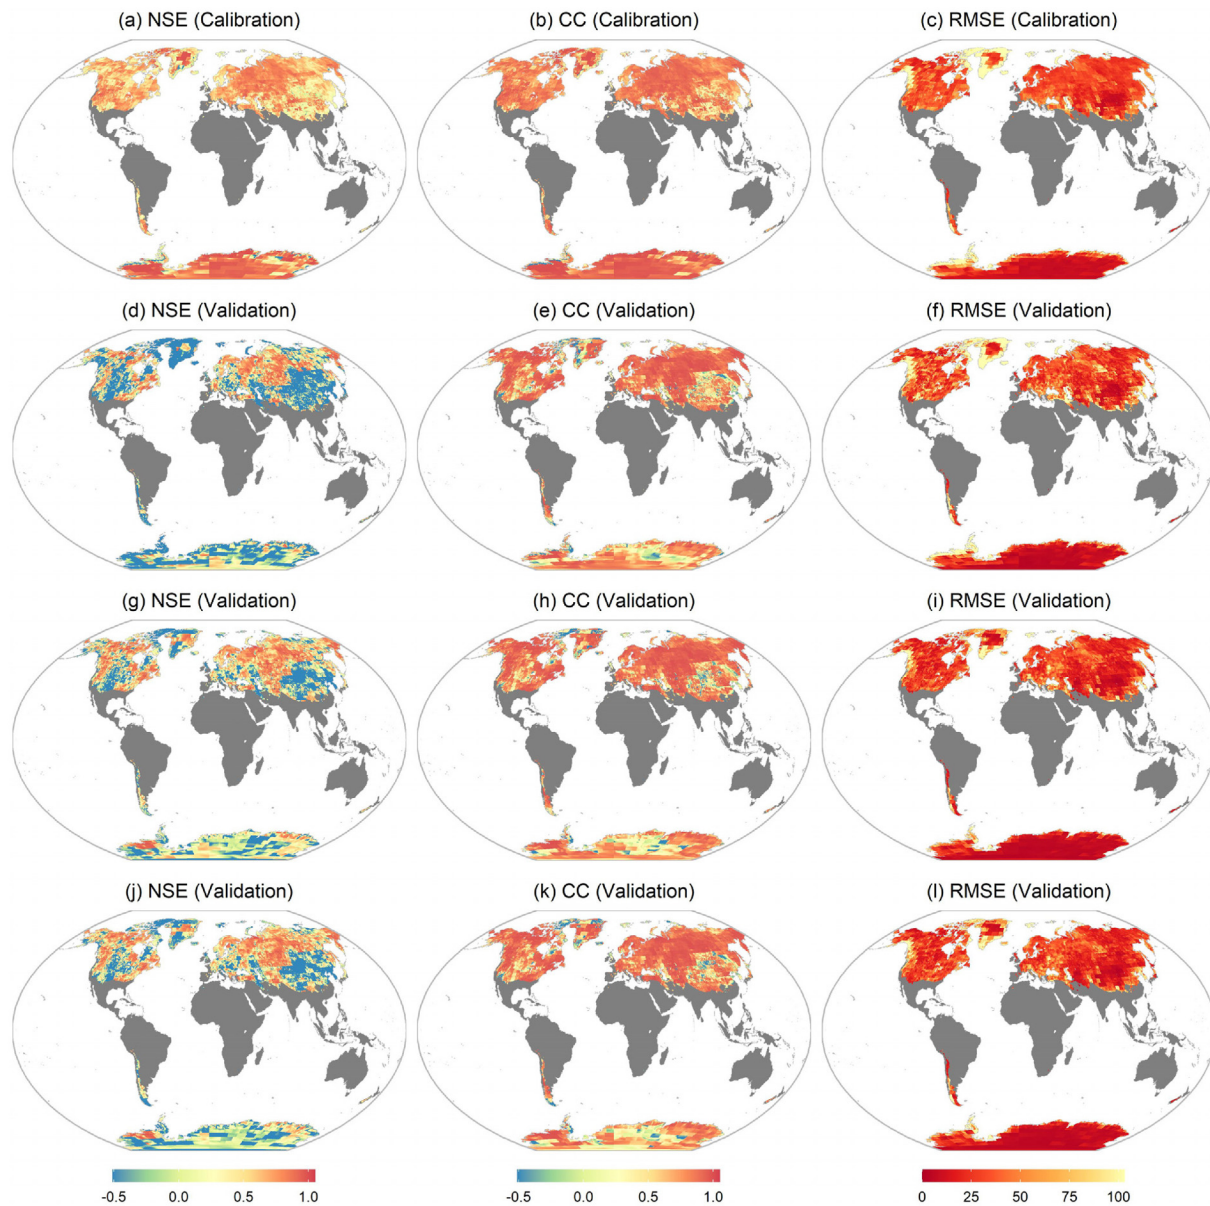 (a) NSE (Calibration) (b) CC (Calibration) (c) RMSE (Calibration)
(d) NSE (Validation) (e) CC (Validation) (f) RMSE (Validation)
(g) NSE (Validation) (h) CC (Validation) (i) RMSE (Validation)
(j) NSE (Validation) (k) CC (Validation) (l) RMSE (Validation)
-0.5 0.0 0.5 1.0 -0.5 0.0 0.5 1.0 0 25 50 75 100